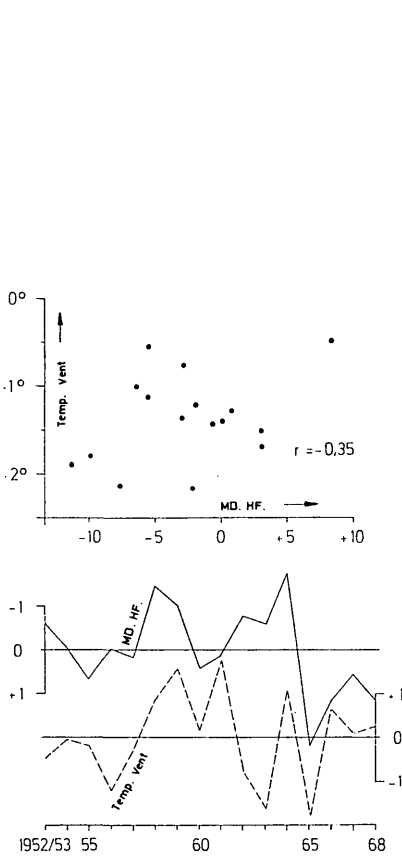 0°
-1°
-2°
Temp. Vent
r = - 0,35
MD. HF.
-10 -5 0 +5 +10
-1
0
+1
MD. HF.
+1
0
-1
Temp. Vent
1952/53 55 60 65 68